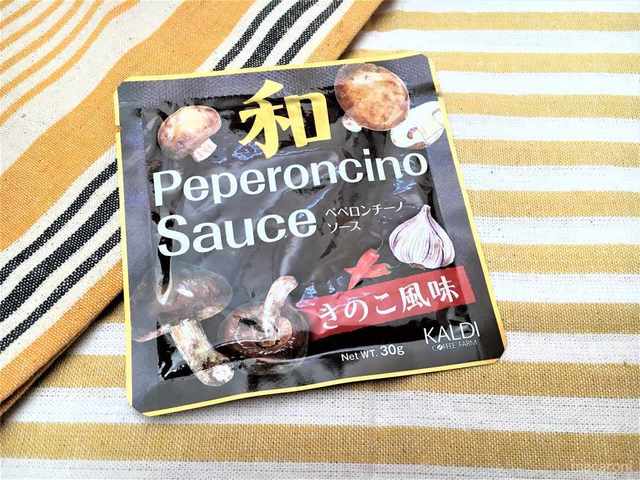 和
Peperoncino
Sauce
ペペロンチーノ
ソース
きのこ風味
KALDI
COFFEE FARM
Net WT. 30g
macaroni